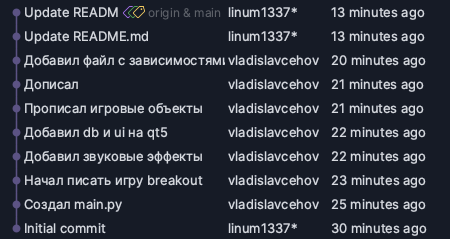 Update READM origin & main linum1337* 13 minutes ago
Update README.md linum1337* 13 minutes ago
Добавил файл с зависимостями vladislavcehov 20 minutes ago
Дописал vladislavcehov 21 minutes ago
Прописал игровые объекты vladislavcehov 21 minutes ago
Добавил db и ui на qt5 vladislavcehov 22 minutes ago
Добавил звуковые эффекты vladislavcehov 22 minutes ago
Начал писать игру breakout vladislavcehov 23 minutes ago
Создал main.py vladislavcehov 25 minutes ago
Initial commit linum1337* 30 minutes ago